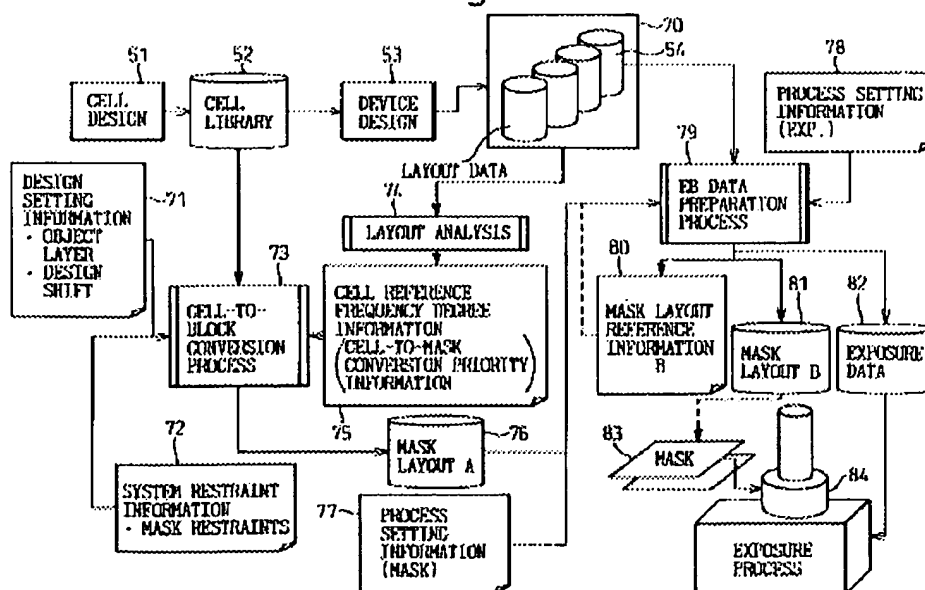 70
54
51
52
53
78
CELL
DESIGN
CELL
LIBRARY
DEVICE
DESIGN
PROCESS SETTING
INFORMATION
(EXP.)
79
LAYOUT DATA
EB DATA
PREPARATION
PROCESS
71
DESIGN
SETTING
INFORMATION
· OBJECT
LAYER
· DESIGN
SHIFT
74
LAYOUT ANALYSIS
73
CELL-TO-
BLOCK
CONVERSION
PROCESS
CELL REFERENCE
FREQUENCY DEGREE
INFORMATION
(CELL-TO-MASK
CONVERSION PRIORITY
INFORMATION)
75
80
81
82
MASK LAYOUT
REFERENCE
INFORMATION
B
MASK
LAYOUT B
EXPOSURE
DATA
76
MASK
LAYOUT A
72
SYSTEM RESTRAINT
INFORMATION
· MASK RESTRAINTS
77
PROCESS
SETTING
INFORMATION
(MASK)
83
MASK
84
EXPOSURE
PROCESS